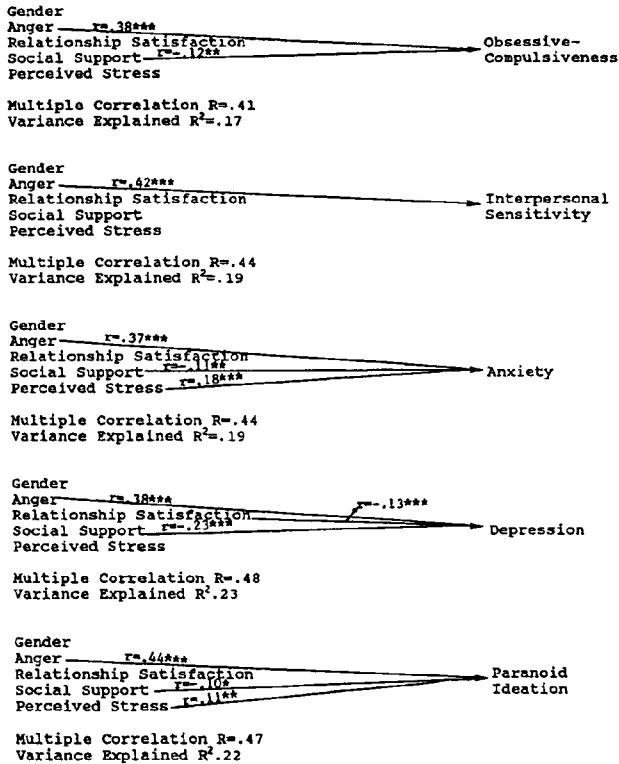 Gender
Anger r=.38***
Relationship Satisfaction
Social Support r=-.12**
Perceived Stress
Obsessive-
Compulsiveness
Multiple Correlation R=.41
Variance Explained R²=.17
Gender
Anger r=.42***
Relationship Satisfaction
Social Support
Perceived Stress
Interpersonal
Sensitivity
Multiple Correlation R=.44
Variance Explained R²=.19
Gender
Anger r=.37***
Relationship Satisfaction
Social Support r=-.11**
Perceived Stress r=.18***
Anxiety
Multiple Correlation R=.44
Variance Explained R²=.19
Gender
Anger r=.38***
Relationship Satisfaction r=-.13***
Social Support r=-.23***
Perceived Stress
Depression
Multiple Correlation R=.48
Variance Explained R².23
Gender
Anger r=.44***
Relationship Satisfaction
Social Support r=-.10*
Perceived Stress r=.11**
Paranoid
Ideation
Multiple Correlation R=.47
Variance Explained R².22